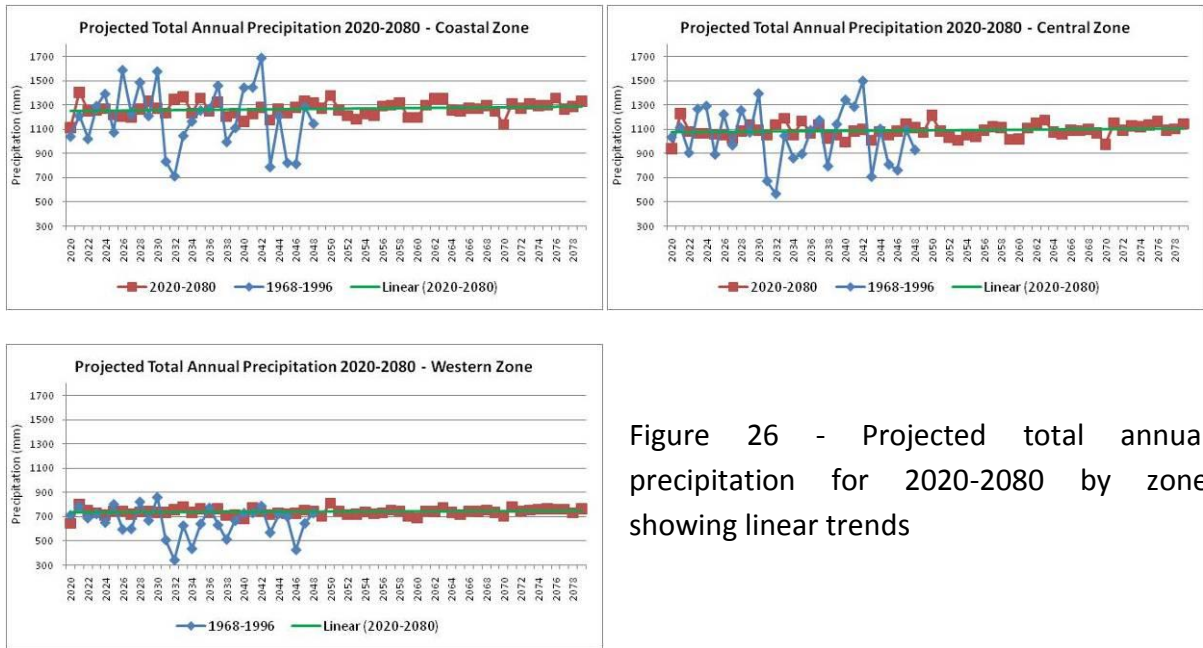 Projected Total Annual Precipitation 2020-2080 - Coastal Zone
Precipitation (mm)
1700
1500
1300
1100
900
700
500
300
2020 2022 2024 2026 2028 2030 2032 2034 2036 2038 2040 2042 2044 2046 2048 2050 2052 2054 2056 2058 2060 2062 2064 2066 2068 2070 2072 2074 2076 2078
2020-2080 1968-1996 Linear (2020-2080)
Projected Total Annual Precipitation 2020-2080 - Central Zone
Precipitation (mm)
1700
1500
1300
1100
900
700
500
300
2020 2022 2024 2026 2028 2030 2032 2034 2036 2038 2040 2042 2044 2046 2048 2050 2052 2054 2056 2058 2060 2062 2064 2066 2068 2070 2072 2074 2076 2078
2020-2080 1968-1996 Linear (2020-2080)
Projected Total Annual Precipitation 2020-2080 - Western Zone
Precipitation (mm)
1700
1500
1300
1100
900
700
500
300
2020 2022 2024 2026 2028 2030 2032 2034 2036 2038 2040 2042 2044 2046 2048 2050 2052 2054 2056 2058 2060 2062 2064 2066 2068 2070 2072 2074 2076 2078
1968-1996 Linear (2020-2080)
Figure 26 - Projected total annua
precipitation for 2020-2080 by zone
showing linear trends